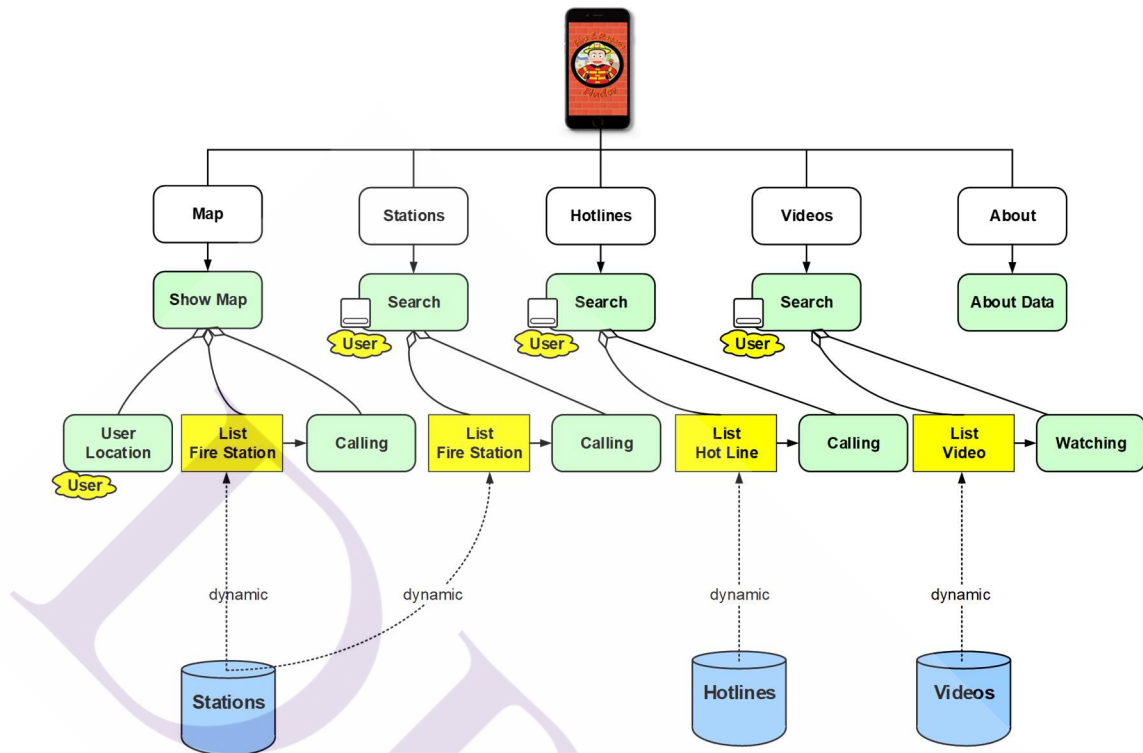 Map
Stations
Hotlines
Videos
About
Show Map
Search
Search
Search
About Data
User
User
User
User
Location
List
Fire Station
Calling
List
Fire Station
Calling
List
Hot Line
Calling
List
Video
Watching
User
dynamic
dynamic
dynamic
dynamic
Stations
Hotlines
Videos